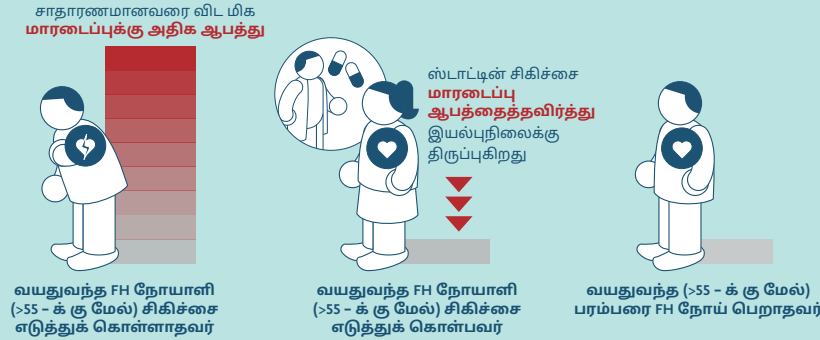 சாதாரணமானவரை விட மிக
மாரடைப்புக்கு அதிக ஆபத்து
ஸ்டாட்டின் சிகிச்சை
மாரடைப்பு
ஆபத்தைத்தவிர்த்து
இயல்புநிலைக்கு
திருப்புகிறது
வயதுவந்த FH நோயாளி
(>55 – க் கு மேல்) சிகிச்சை
எடுத்துக் கொள்ளாதவர்
வயதுவந்த FH நோயாளி
(>55 – க் கு மேல்) சிகிச்சை
எடுத்துக் கொள்பவர்
வயதுவந்த (>55 – க் கு மேல்)
பரம்பரை FH நோய் பெறாதவர்